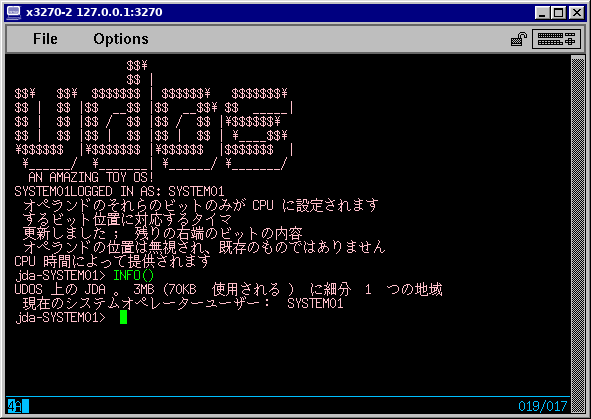 x3270-2 127.0.0.1:3270
File Options
$$¥
$$ |
$$¥   $$¥  $$$$$$$ | $$$$$$¥   $$$$$$$¥
$$ |  $$ |$$  __$$ |$$  __$$¥ $$  _____|
$$ |  $$ |$$ /  $$ |$$ /  $$ |¥$$$$$$¥
$$ |  $$ |$$ |  $$ |$$ |  $$ | ¥____$$¥
¥$$$$$$  |¥$$$$$$$ |¥$$$$$$  |$$$$$$$  |
¥______/  ¥_______| ¥______/ ¥_______/
AN AMAZING TOY OS!
SYSTEM01LOGGED IN AS: SYSTEM01
オペランドのそれらのビットのみが CPU に設定されます
するビット位置に対応するタイマ
更新しました ; 残りの右端のビットの内容
オペランドの位置は無視され、既存のものではありません
CPU 時間によって提供されます
jda-SYSTEM01> INFO()
UDOS 上の JDA 。 3MB (70KB 使用される ) に細分 1 つの地域
現在のシステムオペレーターユーザー: SYSTEM01
jda-SYSTEM01>
4A 019/017